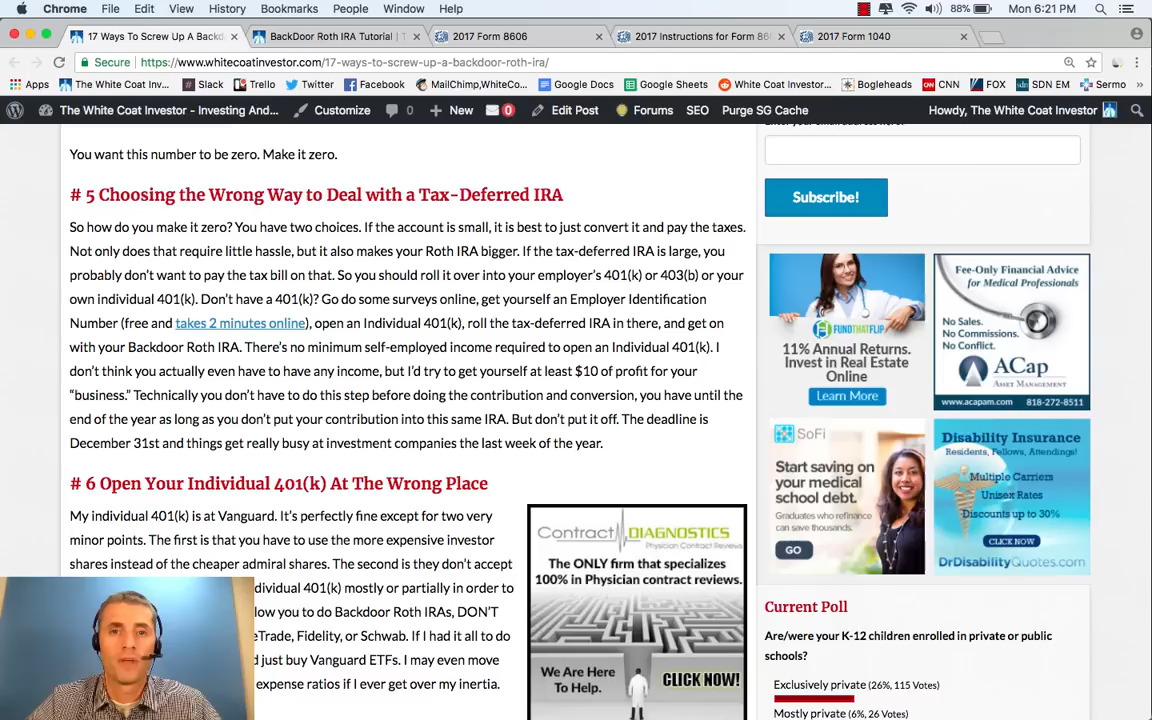 Chrome File Edit View History Bookmarks People Window Help
88% Mon 6:21 PM
17 Ways To Screw Up A Backd
BackDoor Roth IRA Tutorial | T
2017 Form 8606
2017 Instructions for Form 86
2017 Form 1040
Secure https://www.whitecoatinvestor.com/17-ways-to-screw-up-a-backdoor-roth-ira/
Apps The White Coat Inv... Slack Trello Twitter Facebook MailChimp,WhiteCo... Google Docs Google Sheets White Coat Investor... Bogleheads CNN FOX SDN EM Sermo »
The White Coat Investor - Investing And... Customize 0 New 0 Edit Post Forums SEO Purge SG Cache Howdy, The White Coat Investor
You want this number to be zero. Make it zero.
# 5 Choosing the Wrong Way to Deal with a Tax-Deferred IRA
So how do you make it zero? You have two choices. If the account is small, it is best to just convert it and pay the taxes.
Not only does that require little hassle, but it also makes your Roth IRA bigger. If the tax-deferred IRA is large, you
probably don't want to pay the tax bill on that. So you should roll it over into your employer's 401(k) or 403(b) or your
own individual 401(k). Don't have a 401(k)? Go do some surveys online, get yourself an Employer Identification
Number (free and takes 2 minutes online), open an Individual 401(k), roll the tax-deferred IRA in there, and get on
with your Backdoor Roth IRA. There's no minimum self-employed income required to open an Individual 401(k). I
don't think you actually even have to have any income, but I'd try to get yourself at least $10 of profit for your
“business.” Technically you don't have to do this step before doing the contribution and conversion, you have until the
end of the year as long as you don't put your contribution into this same IRA. But don't put it off. The deadline is
December 31st and things get really busy at investment companies the last week of the year.
# 6 Open Your Individual 401(k) At The Wrong Place
My individual 401(k) is at Vanguard. It's perfectly fine except for two very
minor points. The first is that you have to use the more expensive investor
shares instead of the cheaper admiral shares. The second is they don't accept
dividual 401(k) mostly or partially in order to
low you to do Backdoor Roth IRAs, DON'T
eTrade, Fidelity, or Schwab. If I had it all to do
just buy Vanguard ETFs. I may even move
expense ratios if I ever get over my inertia.
Contract DIAGNOSTICS
Physician Contract Reviews
The ONLY firm that specializes
100% in Physician contract reviews.
We Are Here
To Help.
CLICK NOW!
Subscribe!
FUNDTHATFLIP
11% Annual Returns.
Invest in Real Estate
Online
Learn More
Fee-Only Financial Advice
for Medical Professionals
No Sales.
No Commissions.
No Conflict.
ACap
ASSET MANAGEMENT
www.acapam.com 818-272-8511
SoFi
Start saving on
your medical
school debt.
Graduates who refinance
can save thousands.
GO
Disability Insurance
Residents, Fellows, Attendings!
Multiple Carriers
Unisex Rates
Discounts up to 30%
CLICK NOW
DrDisabilityQuotes.com
Current Poll
Are/were your K-12 children enrolled in private or public
schools?
Exclusively private (26%, 115 Votes)
Mostly private (6%, 26 Votes)